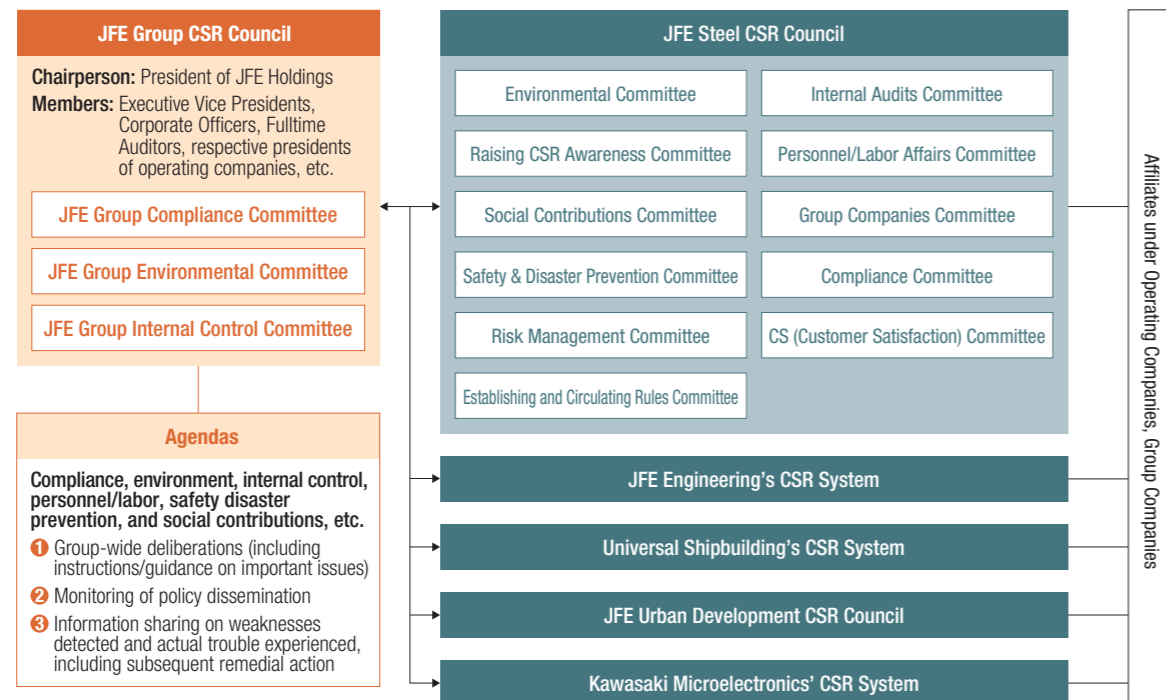 JFE Group CSR Council
Chairperson: President of JFE Holdings
Members: Executive Vice Presidents,
Corporate Officers, Fulltime
Auditors, respective presidents
of operating companies, etc.
JFE Group Compliance Committee
JFE Group Environmental Committee
JFE Group Internal Control Committee
Agendas
Compliance, environment, internal control,
personnel/labor, safety disaster
prevention, and social contributions, etc.
1 Group-wide deliberations (including
instructions/guidance on important issues)
2 Monitoring of policy dissemination
3 Information sharing on weaknesses
detected and actual trouble experienced,
including subsequent remedial action
JFE Steel CSR Council
Environmental Committee
Internal Audits Committee
Raising CSR Awareness Committee
Personnel/Labor Affairs Committee
Social Contributions Committee
Group Companies Committee
Safety & Disaster Prevention Committee
Compliance Committee
Risk Management Committee
CS (Customer Satisfaction) Committee
Establishing and Circulating Rules Committee
JFE Engineering's CSR System
Universal Shipbuilding's CSR System
JFE Urban Development CSR Council
Kawasaki Microelectronics' CSR System
Affiliates under Operating Companies, Group Companies